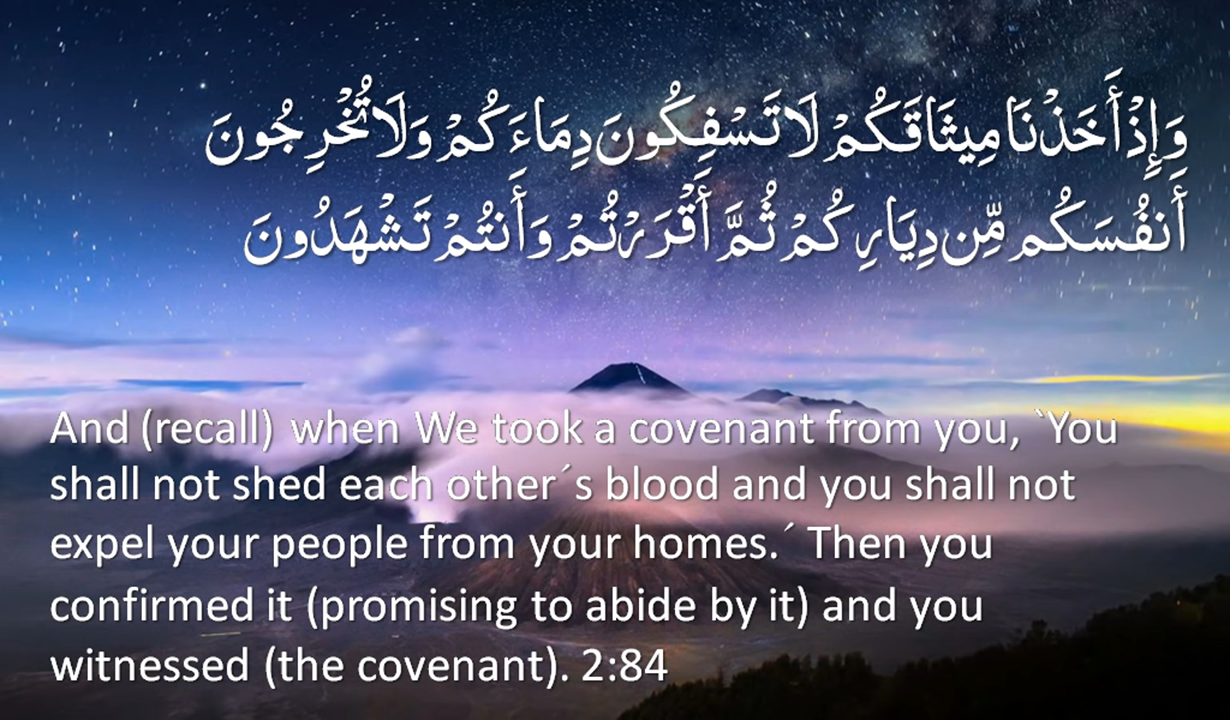 وَإِذْ أَخَذْنَا مِيثَاقَكُمْ لَا تَسْفِكُونَ دِمَاءَكُمْ وَلَا تُخْرِجُونَ
أَنفُسَكُم مِّن دِيَارِكُمْ ثُمَّ أَقْرَرْتُمْ وَأَنتُمْ تَشْهَدُونَ
And (recall) when We took a covenant from you, `You
shall not shed each other´s blood and you shall not
expel your people from your homes.´ Then you
confirmed it (promising to abide by it) and you
witnessed (the covenant). 2:84